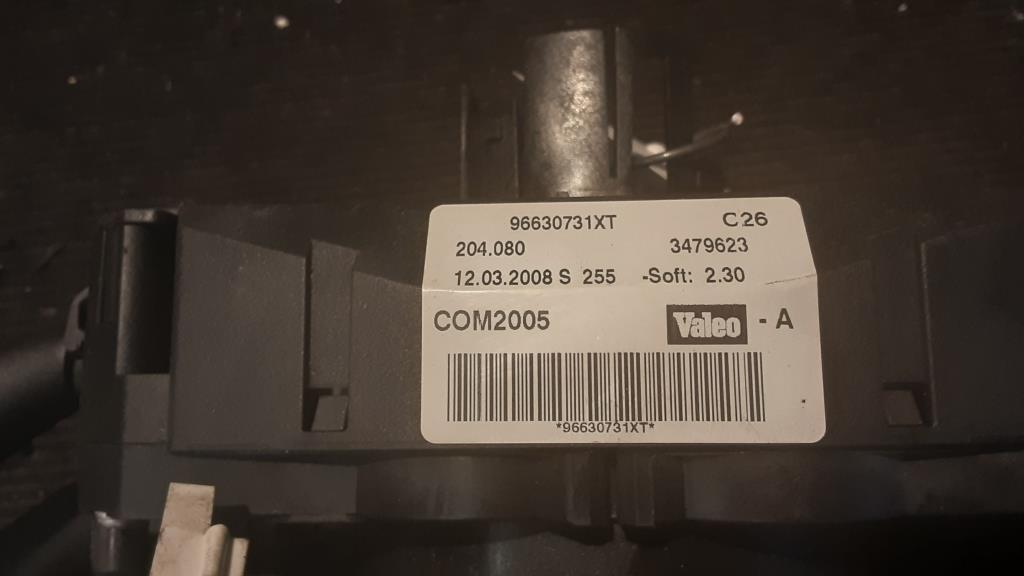 96630731XT C26
204.080 3479623
12.03.2008 S 255 -Soft: 2.30
COM2005 Valeo - A
*96630731XT*